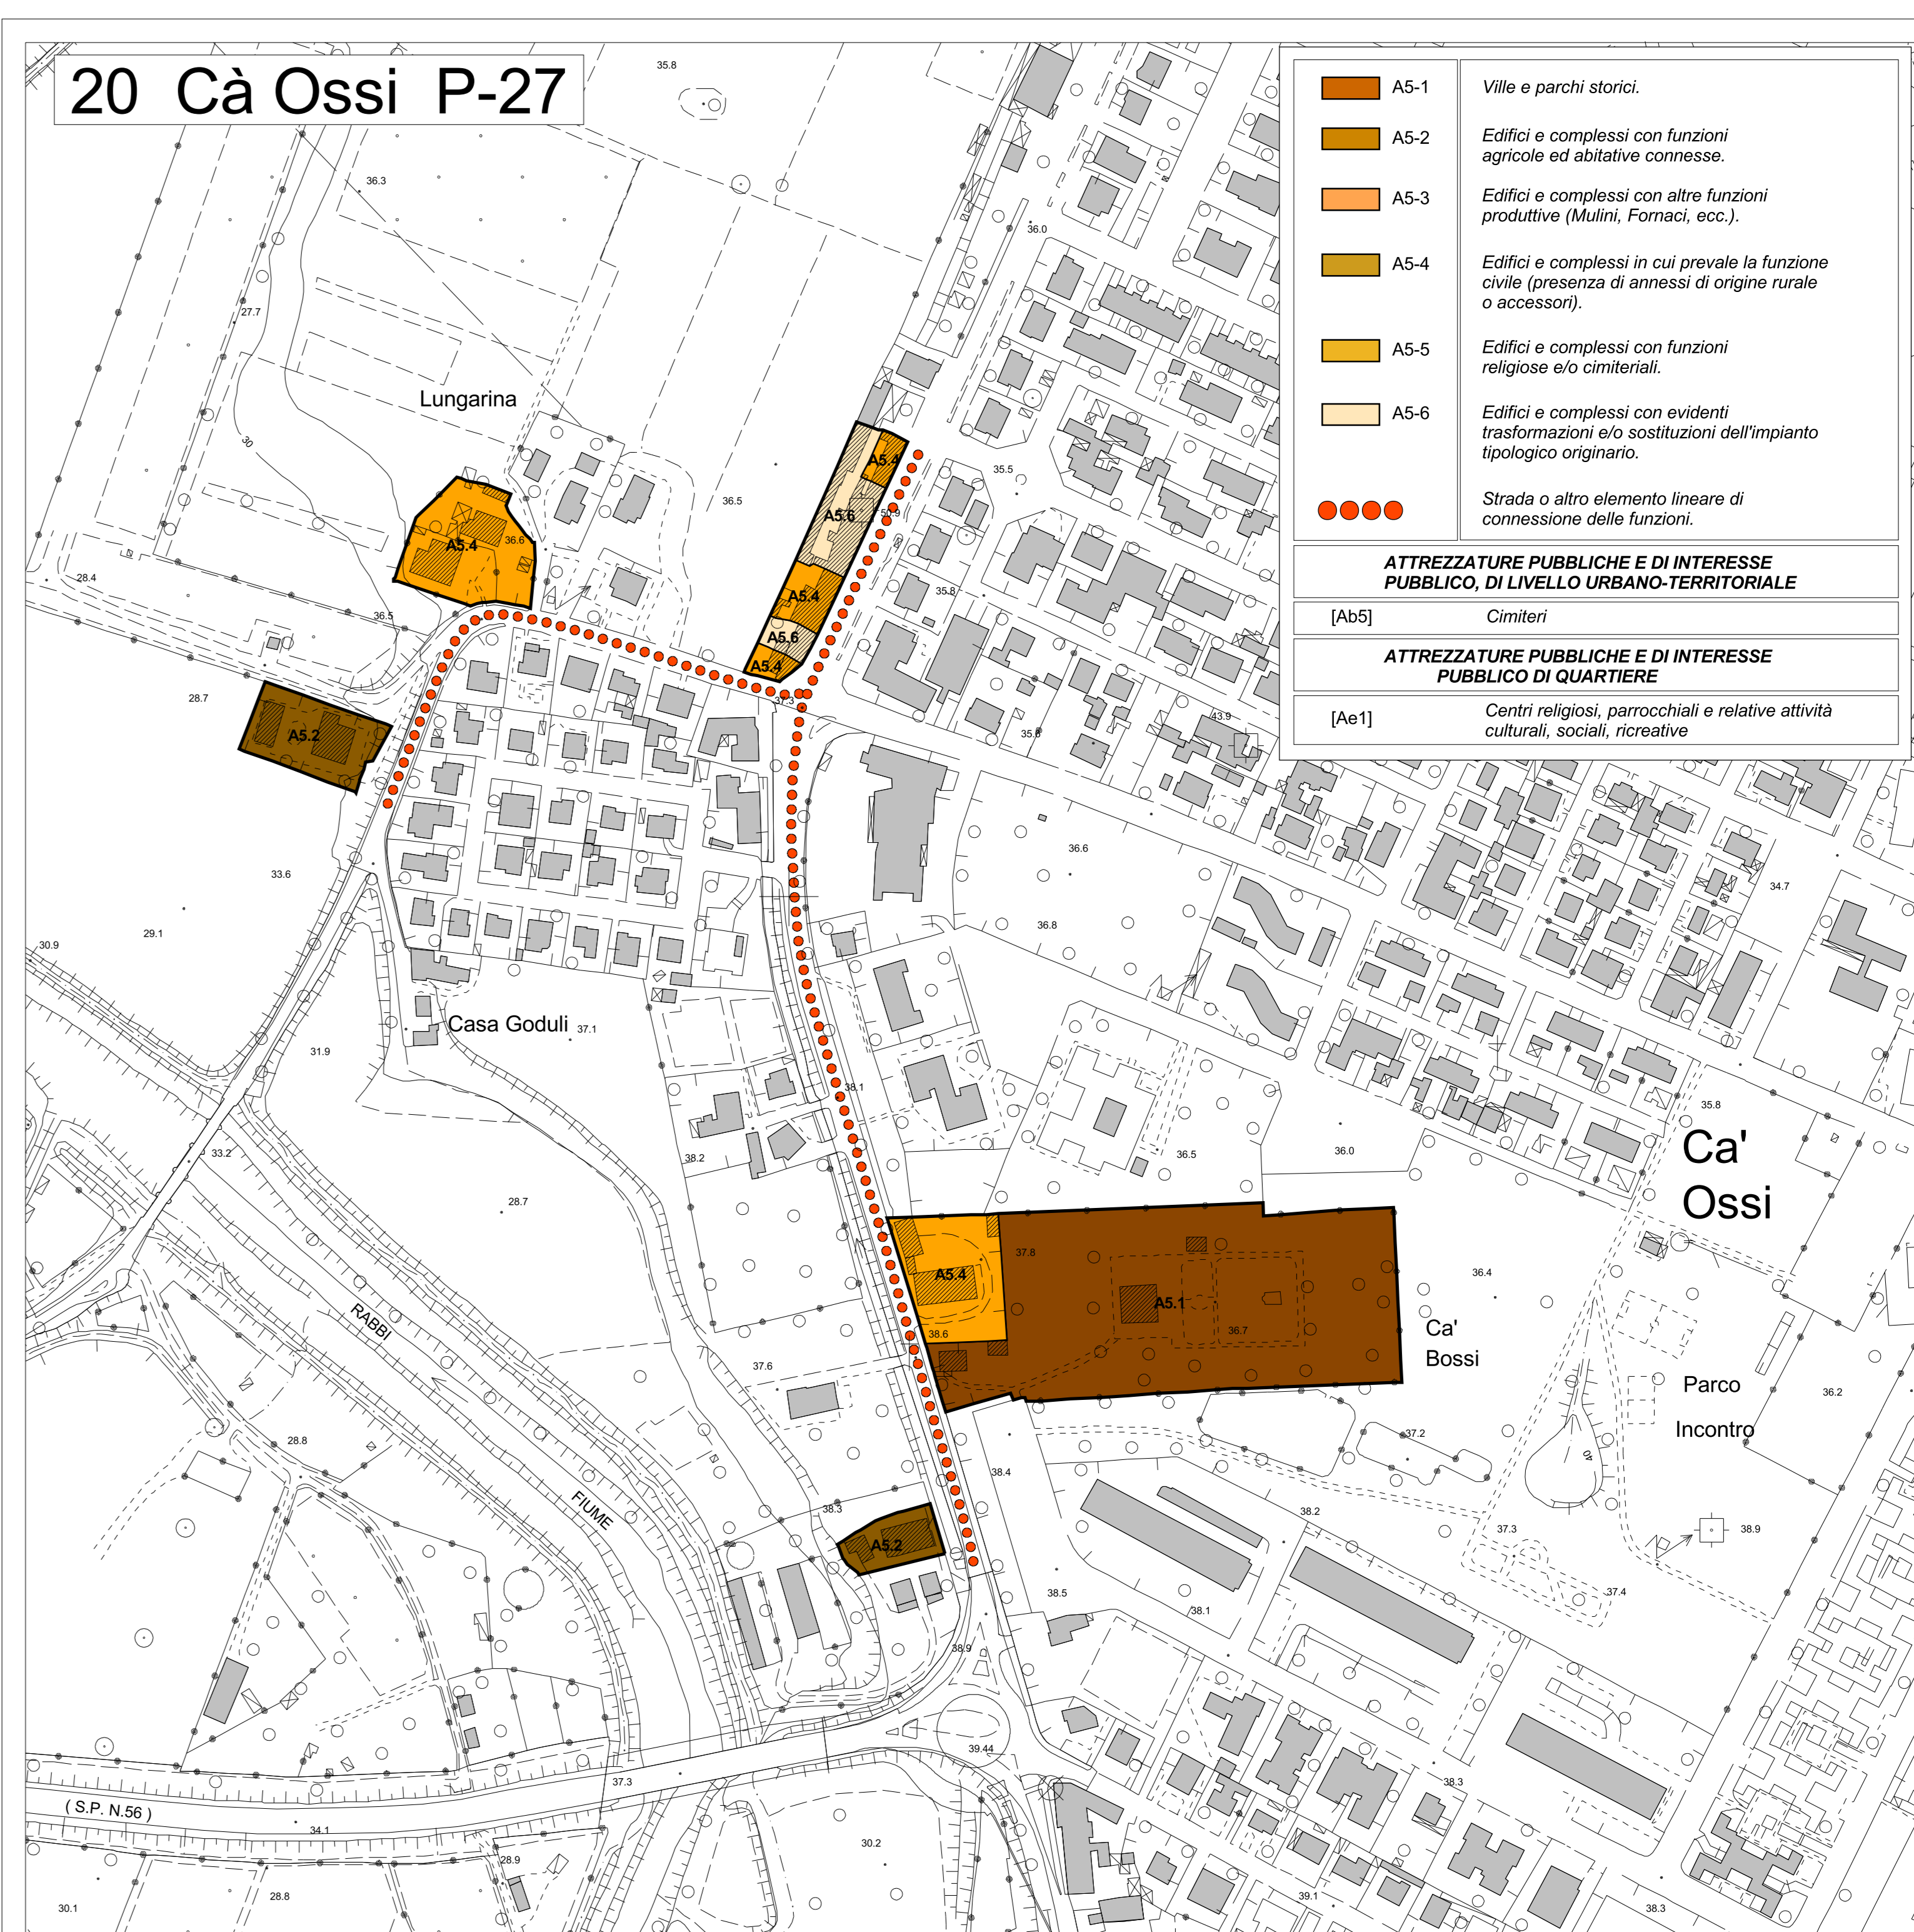 20 Cà Ossi P-27
A5-1 Ville e parchi storici.
A5-2 Edifici e complessi con funzioni
agricole ed abitative connesse.
A5-3 Edifici e complessi con altre funzioni
produttive (Mulini, Fornaci, ecc.).
A5-4 Edifici e complessi in cui prevale la funzione
civile (presenza di annessi di origine rurale
o accessori).
A5-5 Edifici e complessi con funzioni
religiose e/o cimiteriali.
A5-6 Edifici e complessi con evidenti
trasformazioni e/o sostituzioni dell'impianto
tipologico originario.
Strada o altro elemento lineare di
connessione delle funzioni.
ATTREZZATURE PUBBLICHE E DI INTERESSE
PUBBLICO, DI LIVELLO URBANO-TERRITORIALE
[Ab5] Cimiteri
ATTREZZATURE PUBBLICHE E DI INTERESSE
PUBBLICO DI QUARTIERE
[Ae1] Centri religiosi, parrocchiali e relative attività
culturali, sociali, ricreative
35.8
36.3
36.0
27.7
Lungarina
30
A5.4
35.5
36.5
A5.6
50.9
36.6
A5.4
28.4
35.8
A5.4
36.5
A5.6
A5.4
28.7
37.3
43.9
A5.2
35.6
36.6
33.6
34.7
36.8
29.1
30.9
Casa Goduli
37.1
31.9
38.1
35.8
33.2
38.2
36.5
36.0
Ca'
Ossi
28.7
37.8
A5.4
36.4
A5.1
RABBI
38.6
36.7
Ca'
Bossi
37.6
Parco
36.2
Incontro
28.8
37.2
40
38.4
FIUME
38.3
38.2
37.3
38.9
A5.2
38.5
37.4
38.1
38.9
39.44
37.3
38.3
( S.P. N.56 )
34.1
30.2
28.9
28.8
39.1
30.1
38.3